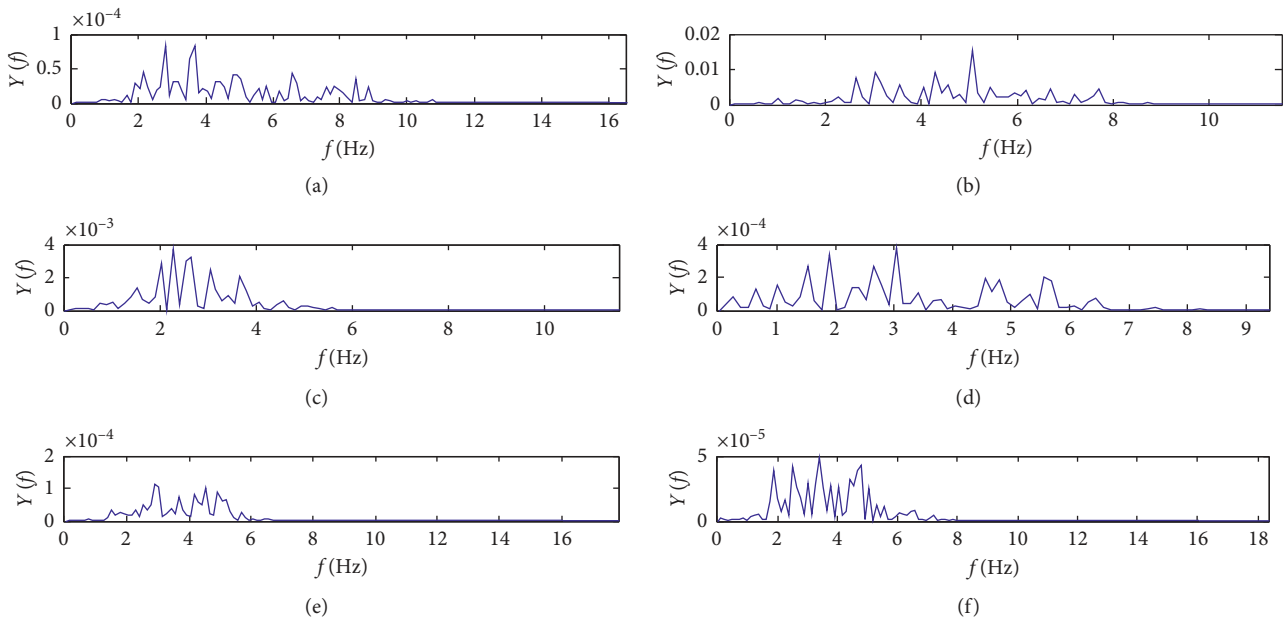 ×10⁻⁴
1
0.5
0
Y (f)
0 2 4 6 8 10 12 14 16
f (Hz)
(a)
0.02
0.01
0
Y (f)
0 2 4 6 8 10
f (Hz)
(b)
×10⁻³
4
2
0
Y (f)
0 2 4 6 8 10
f (Hz)
(c)
×10⁻⁴
4
2
0
Y (f)
0 1 2 3 4 5 6 7 8 9
f (Hz)
(d)
×10⁻⁴
2
1
0
Y (f)
0 2 4 6 8 10 12 14 16
f (Hz)
(e)
×10⁻⁵
5
0
Y (f)
0 2 4 6 8 10 12 14 16 18
f (Hz)
(f)